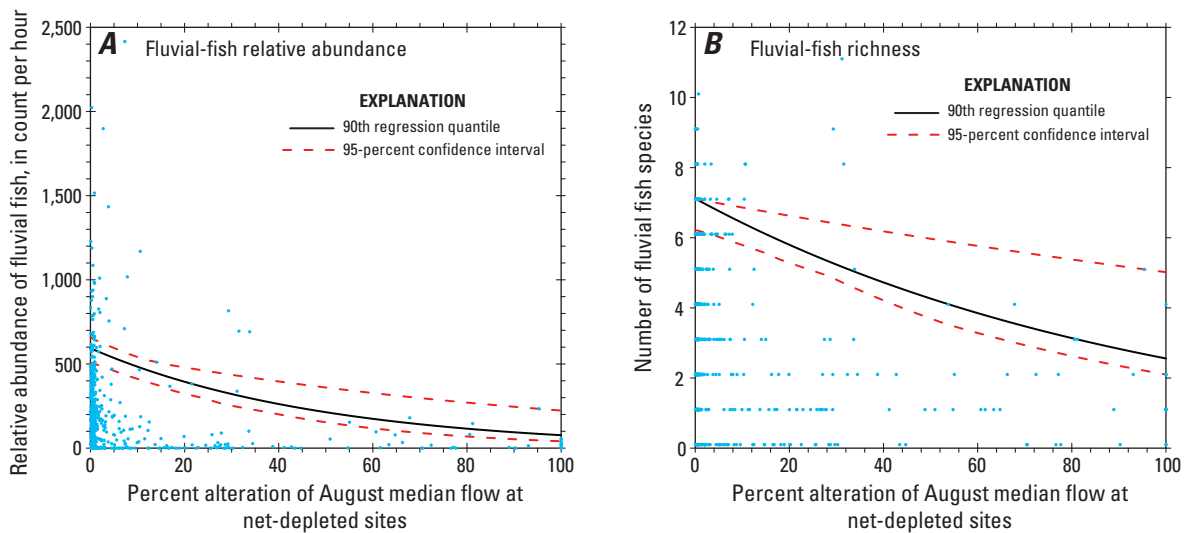 A Fluvial-fish relative abundance
EXPLANATION
90th regression quantile
95-percent confidence interval
Relative abundance of fluvial fish, in count per hour
2,500
2,000
1,500
1,000
500
0
0 20 40 60 80 100
Percent alteration of August median flow at
net-depleted sites
B Fluvial-fish richness
EXPLANATION
90th regression quantile
95-percent confidence interval
Number of fluvial fish species
12
10
8
6
4
2
0
0 20 40 60 80 100
Percent alteration of August median flow at
net-depleted sites